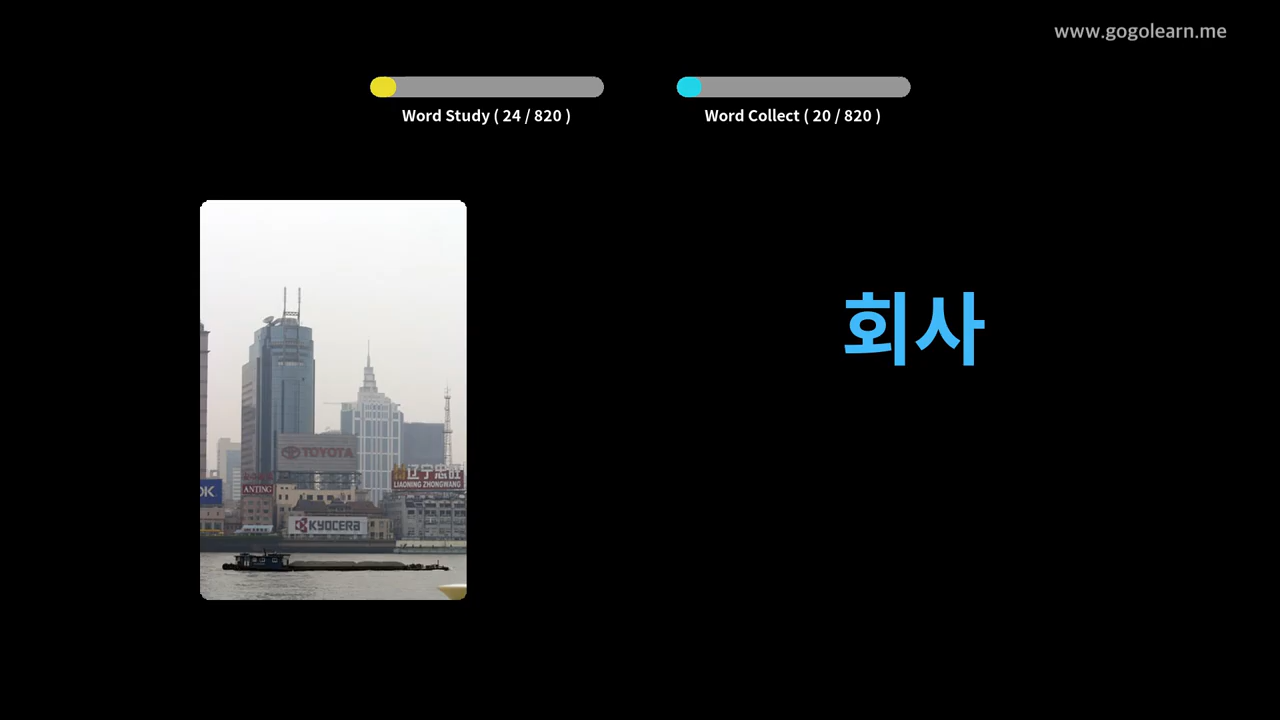 www.gogolearn.me
Word Study ( 24 / 820 )
Word Collect ( 20 / 820 )
회사
TOYOTA
辽宁忠旺
LIAONING ZHONGWANG
OK
ANTING
KYOCERA